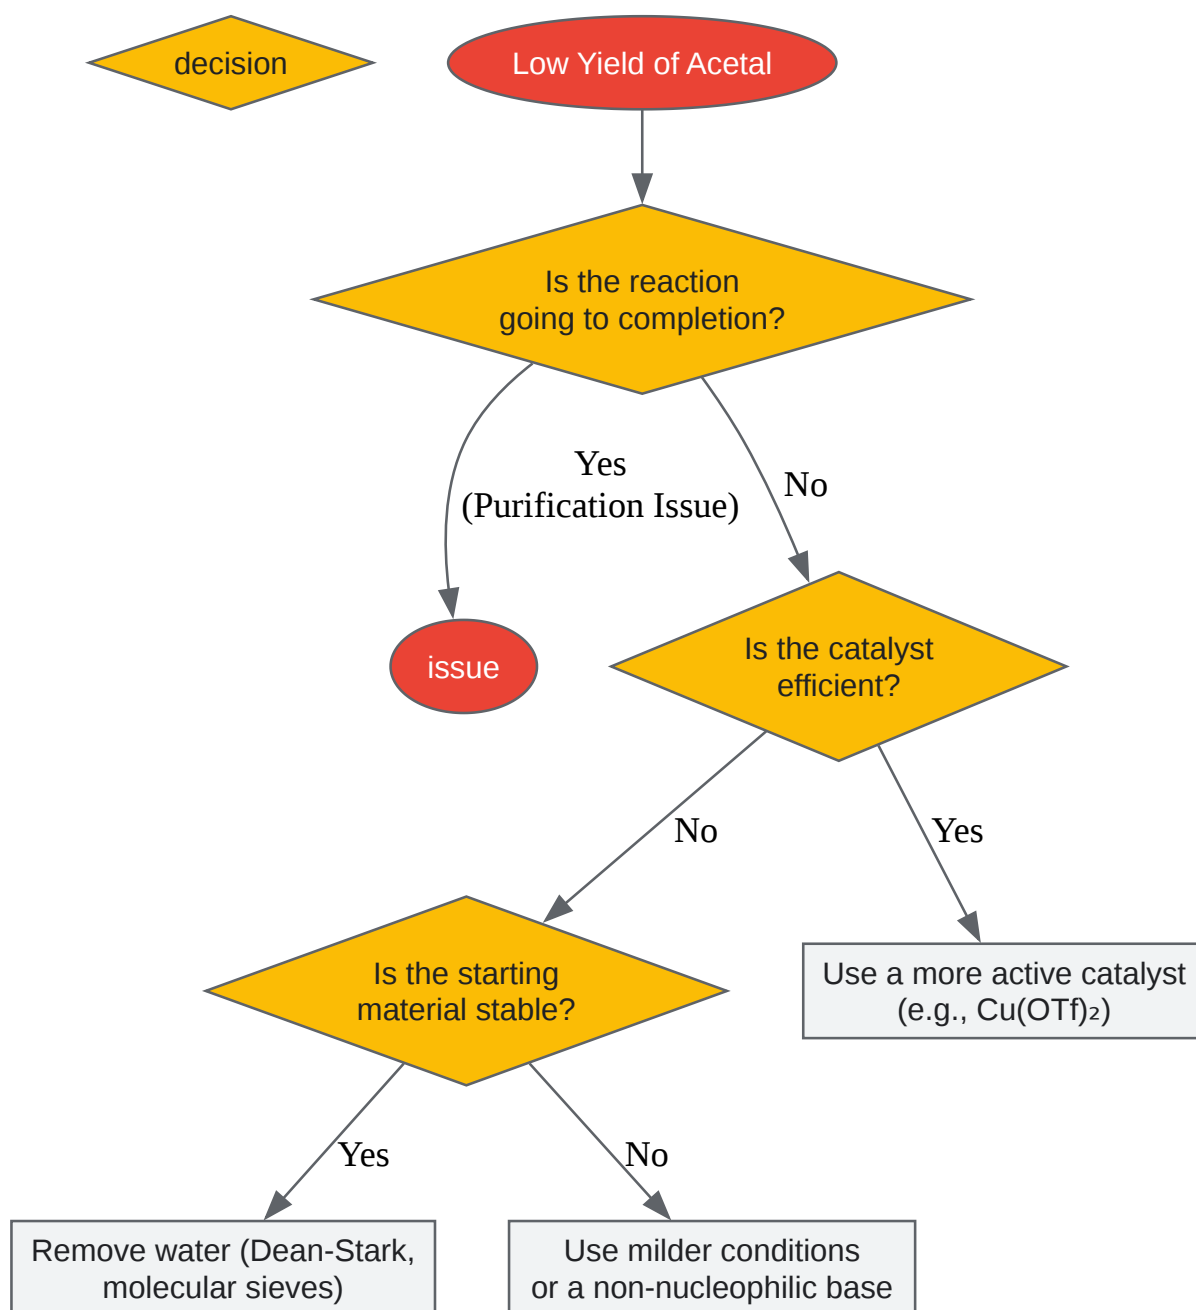 decision
Low Yield of Acetal
Is the reaction
going to completion?
Yes
(Purification Issue)
No
issue
Is the catalyst
efficient?
No
Yes
Is the starting
material stable?
Use a more active catalyst
(e.g., Cu(OTf)₂)
Yes
No
Remove water (Dean-Stark,
molecular sieves)
Use milder conditions
or a non-nucleophilic base